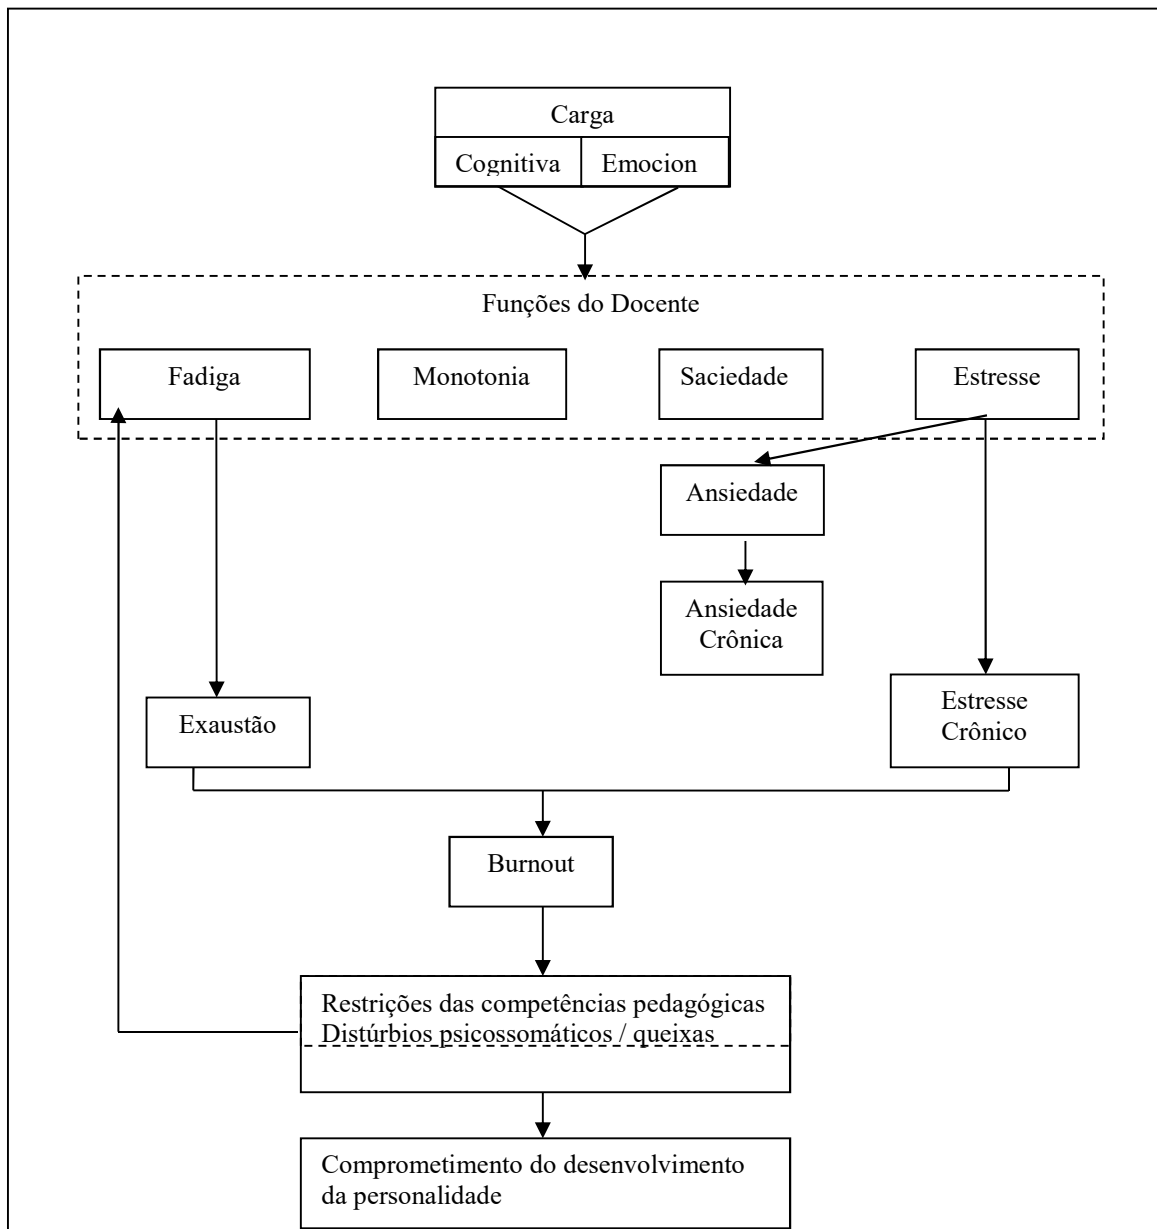 Carga
Cognitiva
Emocion
Funções do Docente
Fadiga
Monotonia
Saciedade
Estresse
Ansiedade
Ansiedade
Crônica
Exaustão
Estresse
Crônico
Burnout
Restrições das competências pedagógicas
Distúrbios psicossomáticos / queixas
Comprometimento do desenvolvimento
da personalidade